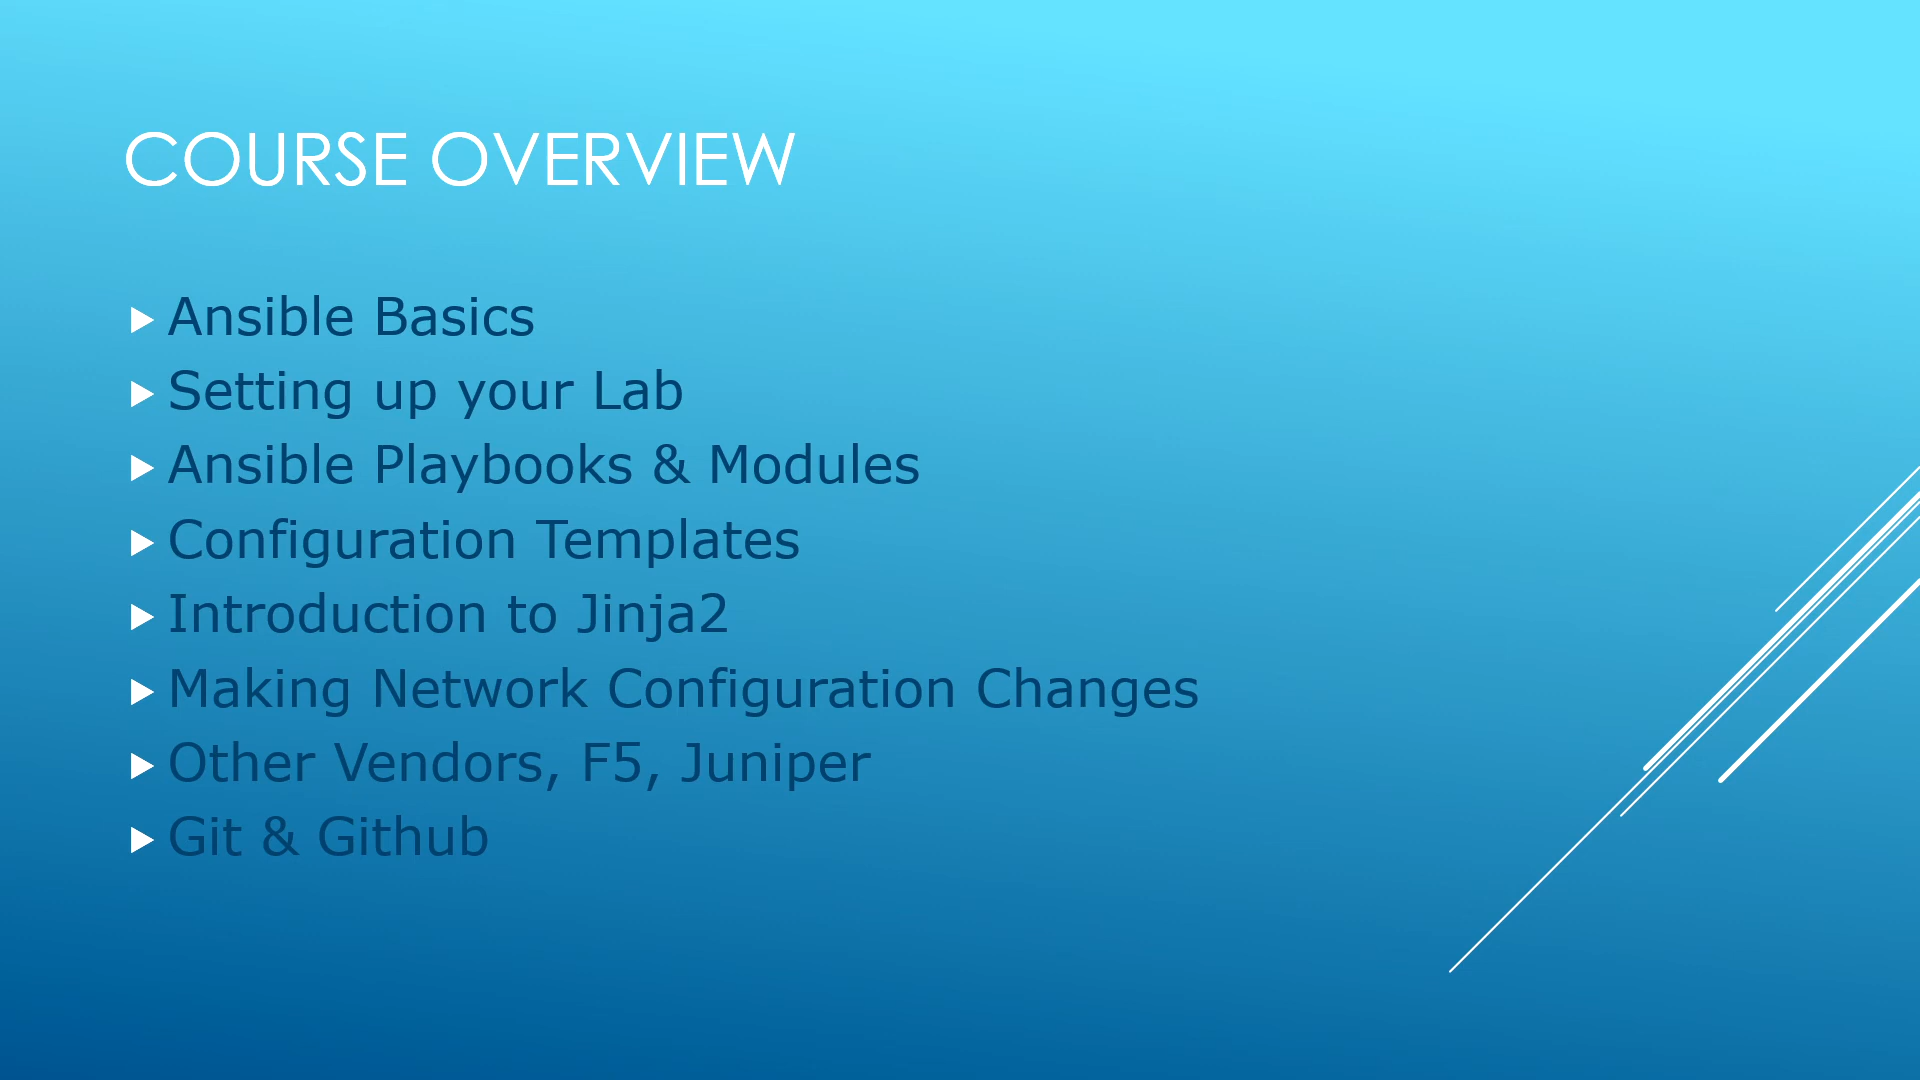 COURSE OVERVIEW
Ansible Basics
Setting up your Lab
Ansible Playbooks & Modules
Configuration Templates
Introduction to Jinja2
Making Network Configuration Changes
Other Vendors, F5, Juniper
Git & Github